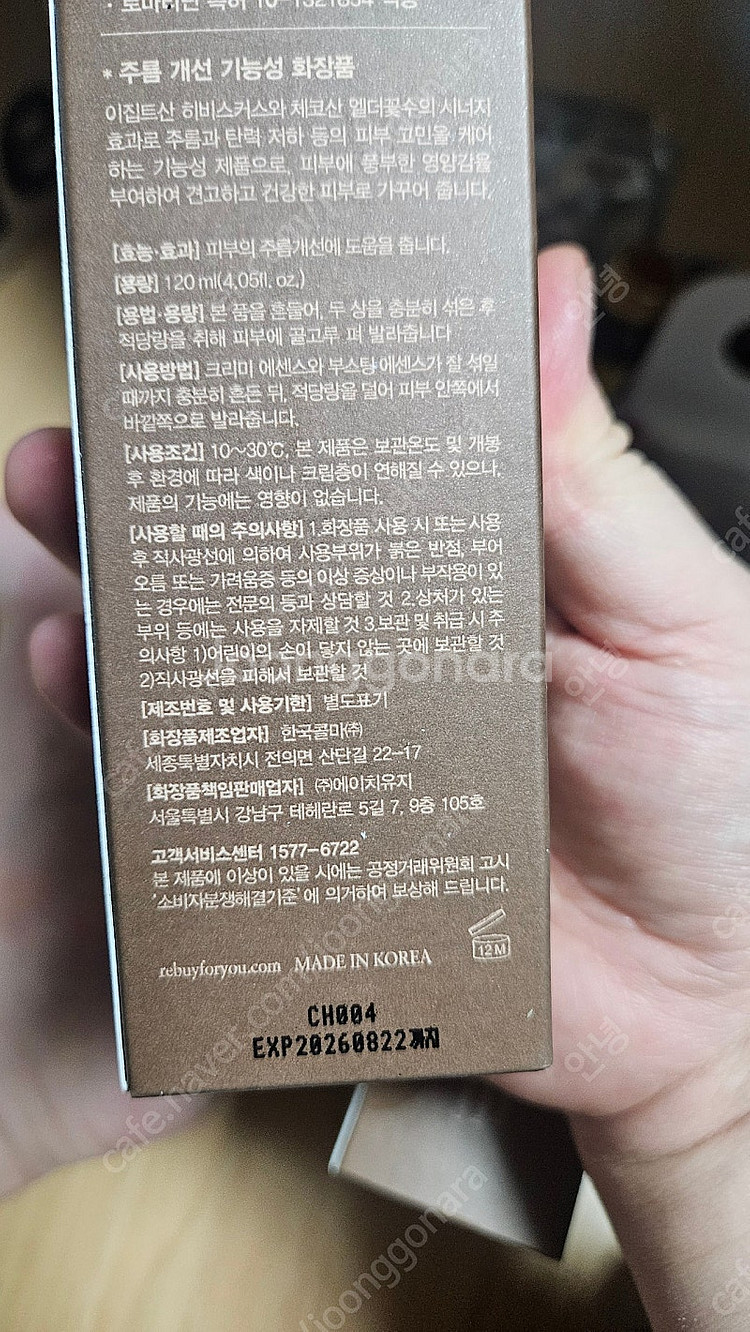 · 로마티딘 특허 10-1321654 적용
* 주름 개선 기능성 화장품
이집트산 히비스커스와 체코산 엘더꽃수의 시너지
효과로 주름과 탄력 저하 등의 피부 고민을 케어
하는 기능성 제품으로, 피부에 풍부한 영양감을
부여하여 견고하고 건강한 피부로 가꾸어 줍니다.
[효능·효과] 피부의 주름개선에 도움을 줍니다.
[용량] 120 ml(4.05fl. oz.)
[용법·용량] 본 품을 흔들어, 두 상을 충분히 섞은 후
적당량을 취해 피부에 골고루 펴 발라줍니다
[사용방법] 크리미 에센스와 부스팅 에센스가 잘 섞일
때까지 충분히 흔든 뒤, 적당량을 덜어 피부 안쪽에서
바깥쪽으로 발라줍니다.
[사용조건] 10~30℃, 본 제품은 보관온도 및 개봉
후 환경에 따라 색이나 크림층이 연해질 수 있으나,
제품의 기능에는 영향이 없습니다.
[사용할 때의 주의사항] 1.화장품 사용 시 또는 사용
후 직사광선에 의하여 사용부위가 붉은 반점, 부어
오름 또는 가려움증 등의 이상 증상이나 부작용이 있
는 경우에는 전문의 등과 상담할 것 2.상처가 있는
부위 등에는 사용을 자제할 것 3.보관 및 취급 시 주
의사항 1)어린이의 손이 닿지 않는 곳에 보관할 것
2)직사광선을 피해서 보관할 것
[제조번호 및 사용기한] 별도표기
[화장품제조업자] 한국콜마㈜
세종특별자치시 전의면 산단길 22-17
[화장품책임판매업자] ㈜에이치유지
서울특별시 강남구 테헤란로 5길 7, 9층 105호
고객서비스센터 1577-6722
본 제품에 이상이 있을 시에는 공정거래위원회 고시
'소비자분쟁해결기준'에 의거하여 보상해 드립니다.
12 M
rebuyforyou.com MADE IN KOREA
CH004
EXP20260822까지
joonggonara
cafe.naver.com/joonggonara
안녕